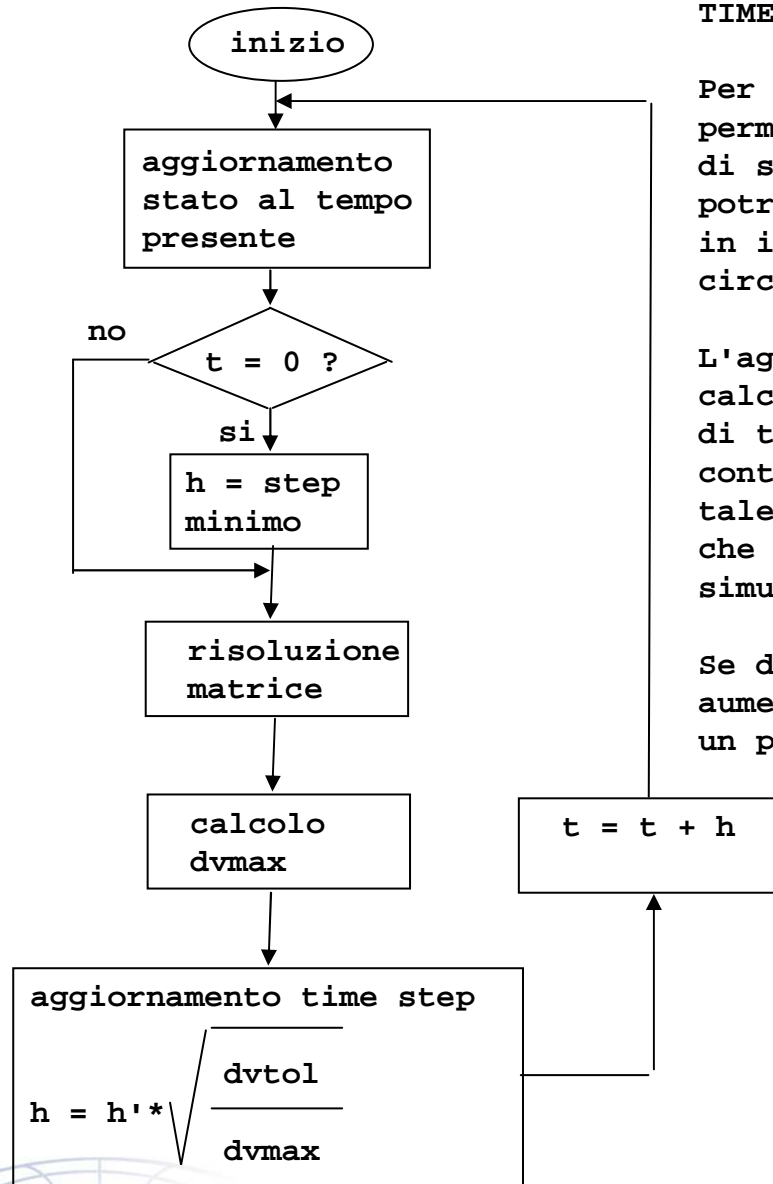 inizio
aggiornamento
stato al tempo
presente
no
t = 0 ?
si
h = step
minimo
risoluzione
matrice
calcolo
dvmax
aggiornamento time step
h = h'*√
dvtol
dvmax
t = t + h
TIME
Per
perm
di s
potr
in i
circ
L'ag
calc
di t
cont
tale
che
simu
Se d
aume
un p